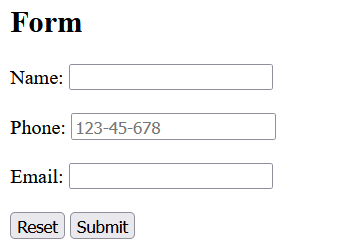 Form
Name:
Phone: 123-45-678
Email:
Reset Submit